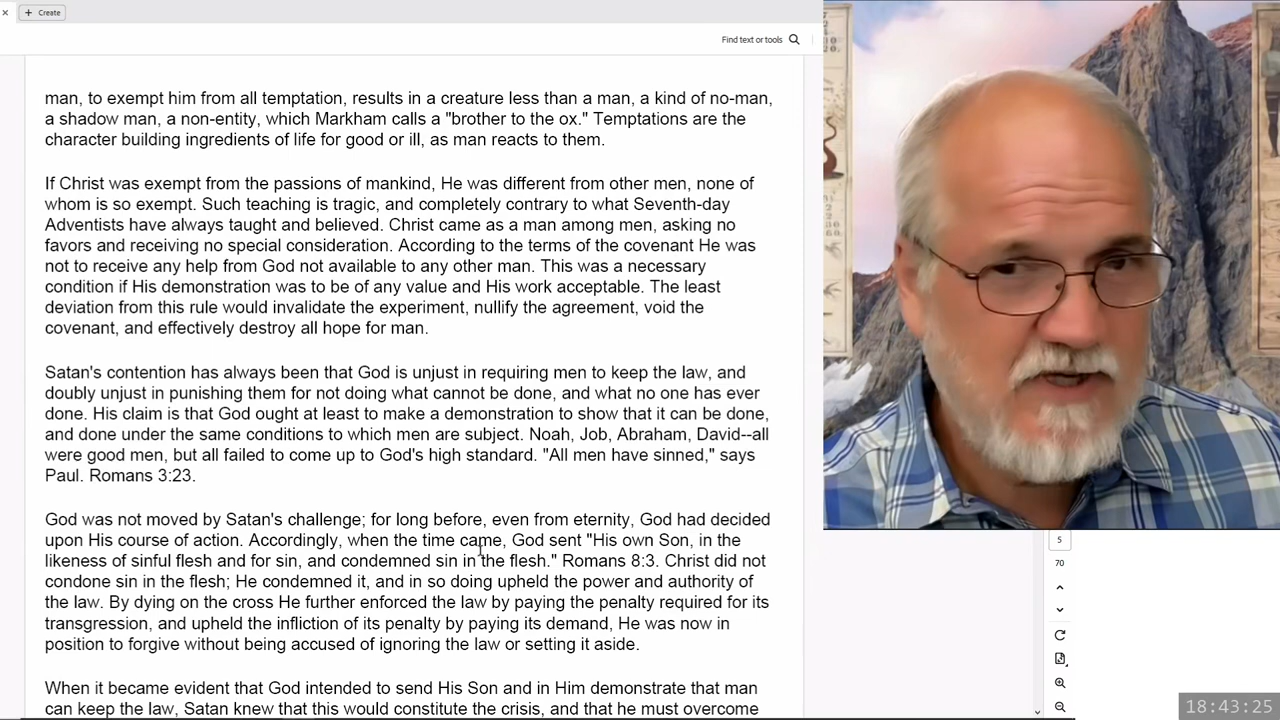 Create
Find text or tools
man, to exempt him from all temptation, results in a creature less than a man, a kind of no-man,
a shadow man, a non-entity, which Markham calls a "brother to the ox." Temptations are the
character building ingredients of life for good or ill, as man reacts to them.
If Christ was exempt from the passions of mankind, He was different from other men, none of
whom is so exempt. Such teaching is tragic, and completely contrary to what Seventh-day
Adventists have always taught and believed. Christ came as a man among men, asking no
favors and receiving no special consideration. According to the terms of the covenant He was
not to receive any help from God not available to any other man. This was a necessary
condition if His demonstration was to be of any value and His work acceptable. The least
deviation from this rule would invalidate the experiment, nullify the agreement, void the
covenant, and effectively destroy all hope for man.
Satan's contention has always been that God is unjust in requiring men to keep the law, and
doubly unjust in punishing them for not doing what cannot be done, and what no one has ever
done. His claim is that God ought at least to make a demonstration to show that it can be done,
and done under the same conditions to which men are subject. Noah, Job, Abraham, David--all
were good men, but all failed to come up to God's high standard. "All men have sinned," says
Paul. Romans 3:23.
God was not moved by Satan's challenge; for long before, even from eternity, God had decided
upon His course of action. Accordingly, when the time came, God sent "His own Son, in the
likeness of sinful flesh and for sin, and condemned sin in the flesh." Romans 8:3. Christ did not
condone sin in the flesh; He condemned it, and in so doing upheld the power and authority of
the law. By dying on the cross He further enforced the law by paying the penalty required for its
transgression, and upheld the infliction of its penalty by paying its demand, He was now in
position to forgive without being accused of ignoring the law or setting it aside.
When it became evident that God intended to send His Son and in Him demonstrate that man
can keep the law, Satan knew that this would constitute the crisis, and that he must overcome
5
70
18:43:25